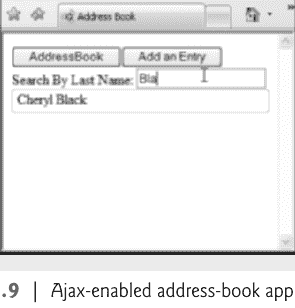 Address Book
AddressBook Add an Entry
Search By Last Name: Bla
Cheryl Black
.9 | Ajax-enabled address-book app